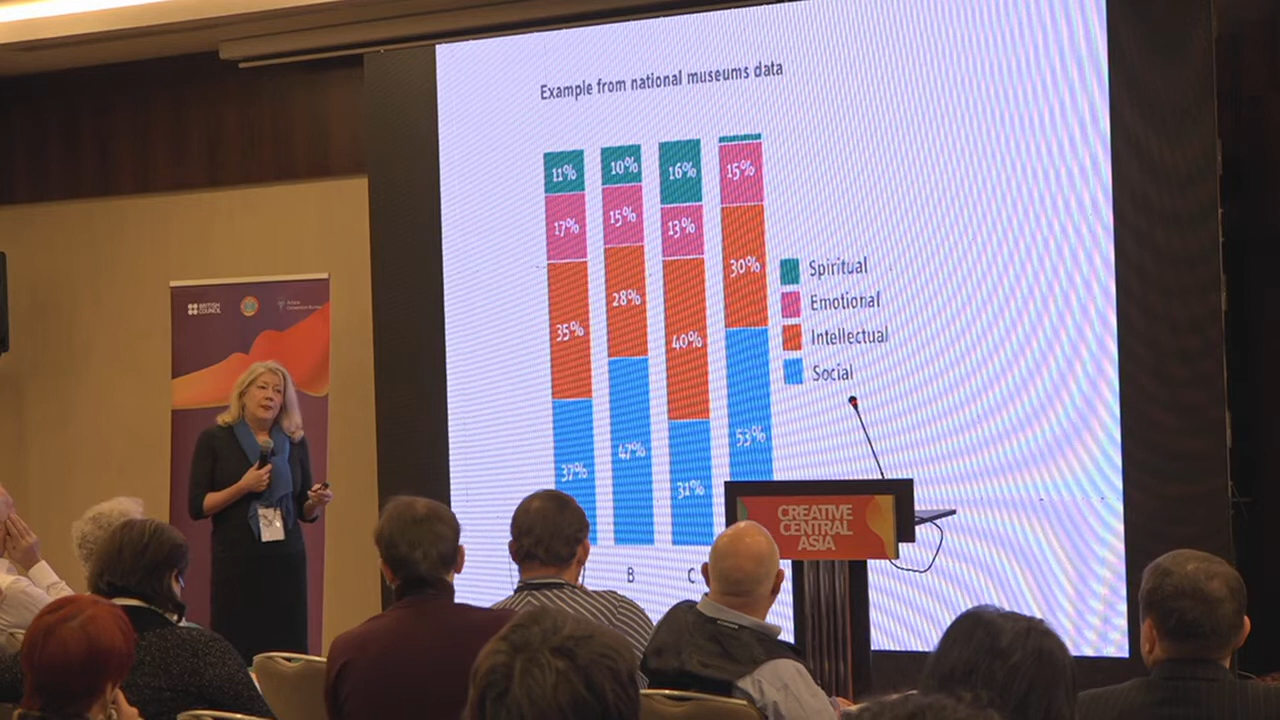 Example from national museums data
11%
10%
16%
15%
17%
15%
13%
30%
35%
28%
40%
53%
37%
47%
31%
Spiritual
Emotional
Intellectual
Social
B
C
BRITISH
COUNCIL
CREATIVE
CENTRAL
ASIA